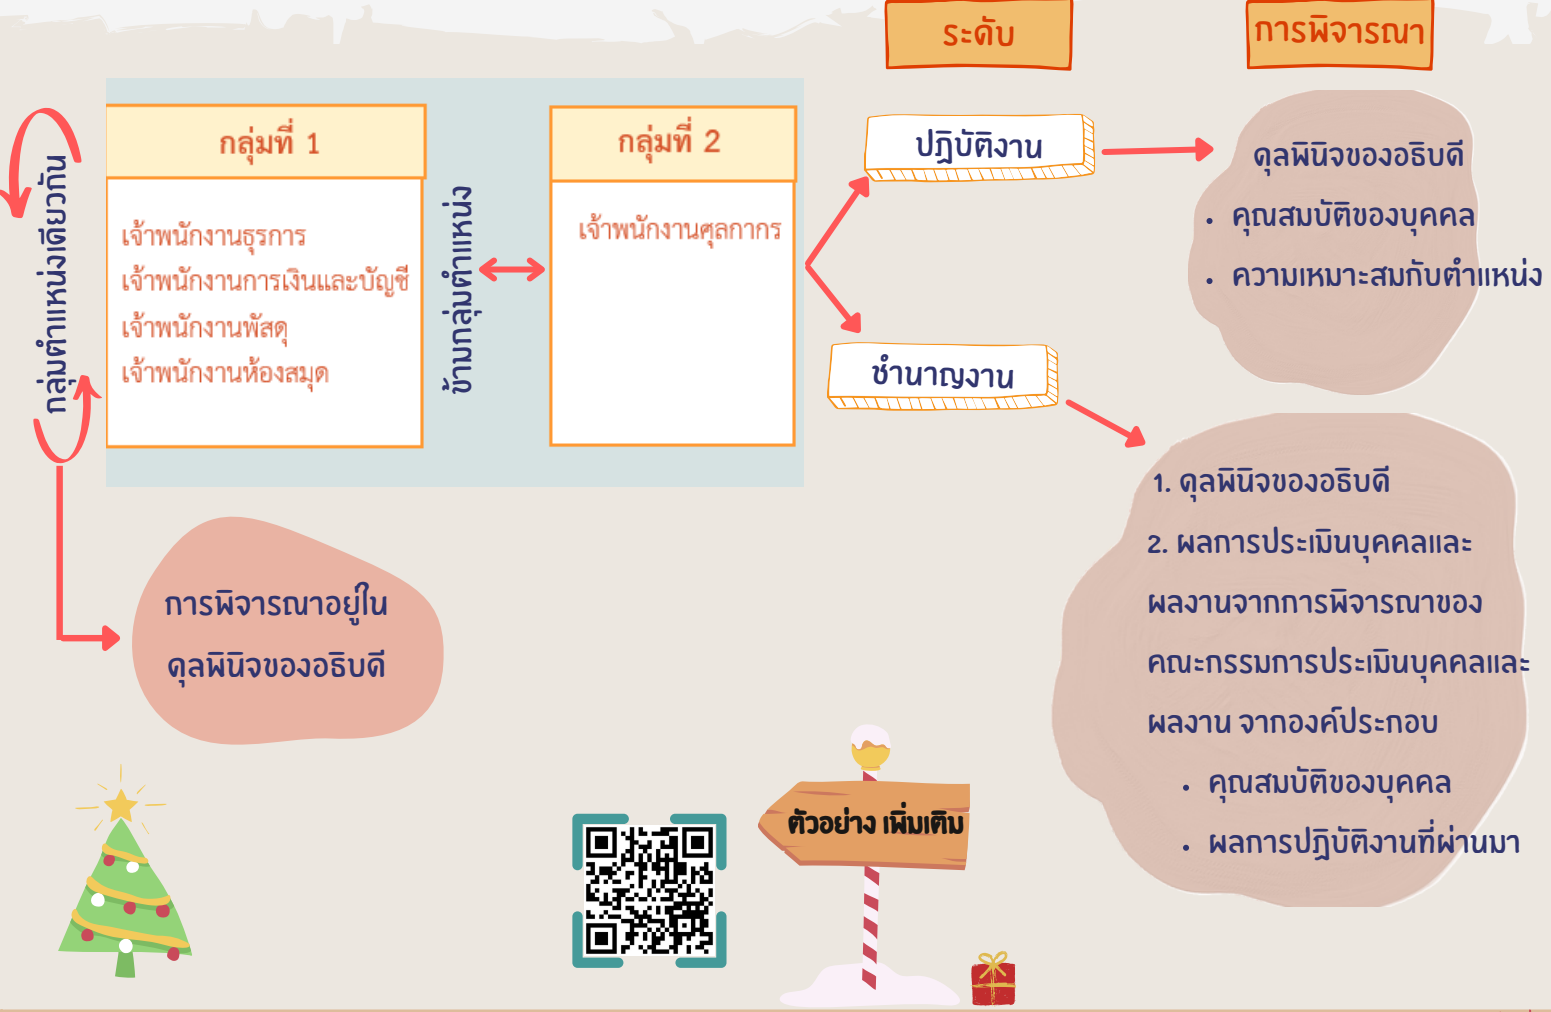 ระดับ
การพิจารณา
กลุ่มตำแหน่งเดียวกัน
กลุ่มที่ 1
เจ้าพนักงานธุรการ
เจ้าพนักงานการเงินและบัญชี
เจ้าพนักงานพัสดุ
เจ้าพนักงานห้องสมุด
ข้ามกลุ่มตำแหน่ง
กลุ่มที่ 2
เจ้าพนักงานศุลกากร
ปฏิบัติงาน
ดุลพินิจของอธิบดี
• คุณสมบัติของบุคคล
• ความเหมาะสมกับตำแหน่ง
ชำนาญงาน
1. ดุลพินิจของอธิบดี
2. ผลการประเมินบุคคลและ
ผลงานจากการพิจารณาของ
คณะกรรมการประเมินบุคคลและ
ผลงาน จากองค์ประกอบ
• คุณสมบัติของบุคคล
• ผลการปฏิบัติงานที่ผ่านมา
การพิจารณาอยู่ใน
ดุลพินิจของอธิบดี
ตัวอย่าง เพิ่มเติม